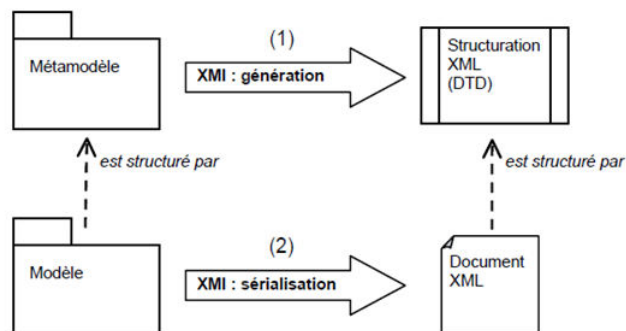 (1)
Métamodèle
XMI : génération
Structuration
XML
(DTD)
est structuré par
est structuré par
(2)
Modèle
XMI : sérialisation
Document
XML